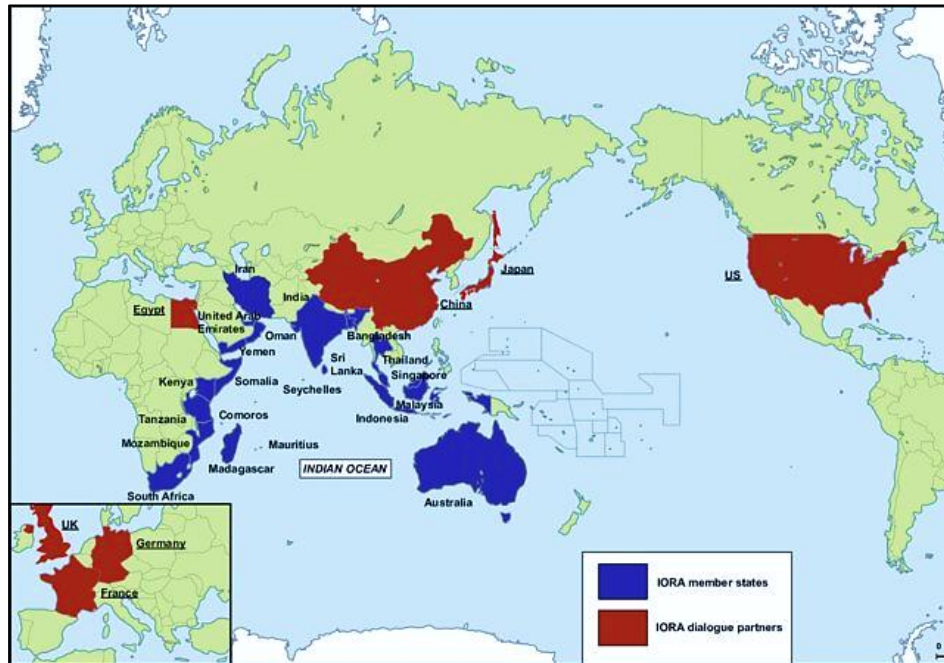 Iran
Japan
US
India
China
Egypt
United Arab
Emirates
Oman
Bangladesh
Yemen
Sri
Lanka
Thailand
Singapore
Kenya
Somalia
Seychelles
Malaysia
Tanzania
Comoros
Indonesia
Mozambique
Mauritius
Madagascar
INDIAN OCEAN
South Africa
Australia
UK
Germany
France
IORA member states
IORA dialogue partners